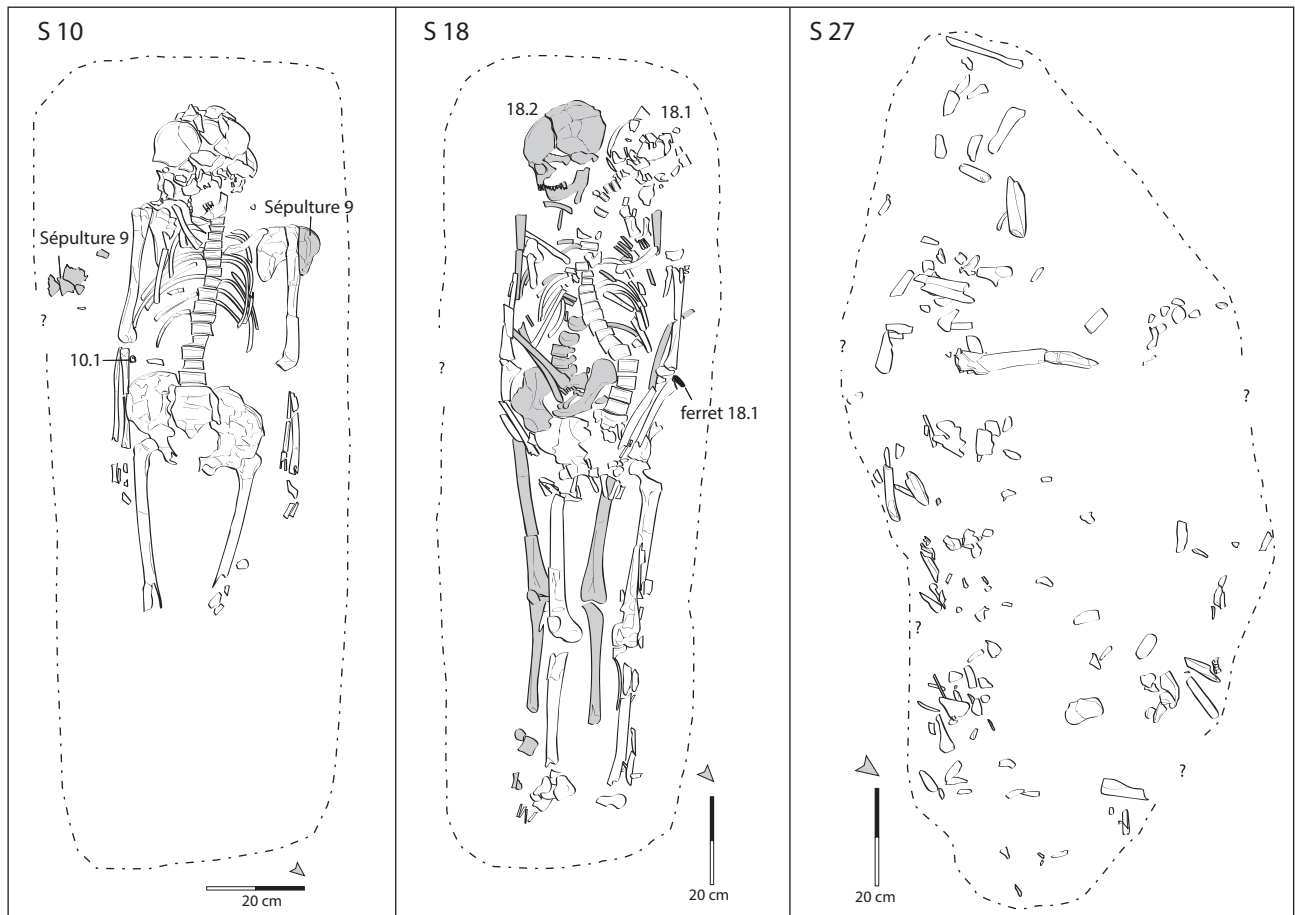 S 10
Sépulture 9
Sépulture 9
?
10.1
20 cm
S 18
18.2
18.1
?
ferret 18.1
20 cm
S 27
?
?
?
?
20 cm